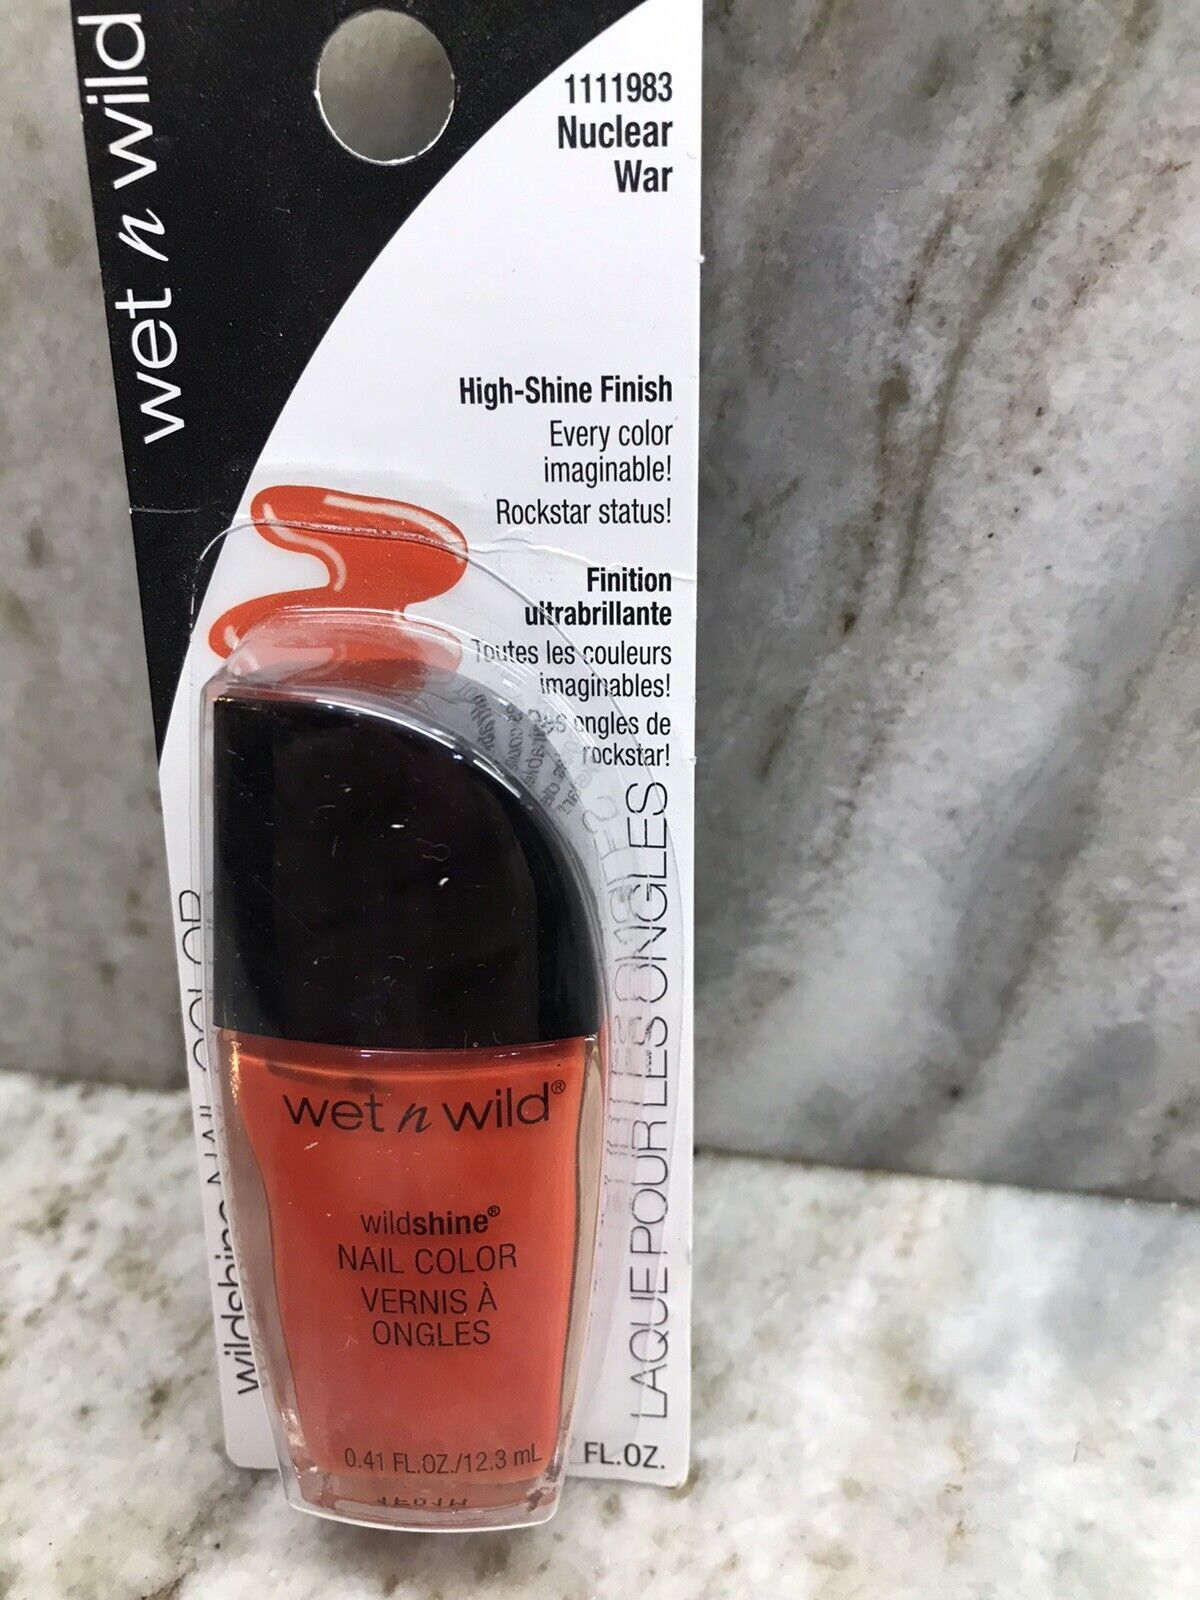 wet n wild
1111983
Nuclear
War
High-Shine Finish
Every color
imaginable!
Rockstar status!
Finition
ultrabrillante
Toutes les couleurs
imaginables!
ongles de
rockstar!
LAQUE POUR LES ONGLES
wildshine NAIL COLOR
wet n wild®
wildshine®
NAIL COLOR
VERNIS À
ONGLES
0.41 FL.OZ./12.3 mL
FL.OZ.